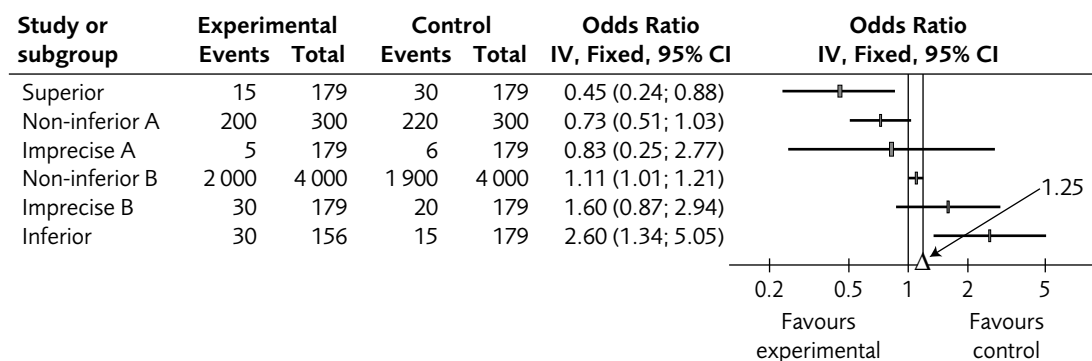 Study or Experimental Control Odds Ratio Odds Ratio
subgroup Events Total Events Total IV, Fixed, 95% CI IV, Fixed, 95% CI
Superior 15 179 30 179 0.45 (0.24; 0.88)
Non-inferior A 200 300 220 300 0.73 (0.51; 1.03)
Imprecise A 5 179 6 179 0.83 (0.25; 2.77)
Non-inferior B 2 000 4 000 1 900 4 000 1.11 (1.01; 1.21)
1.25
Imprecise B 30 179 20 179 1.60 (0.87; 2.94)
Inferior 30 156 15 179 2.60 (1.34; 5.05)
0.2 0.5 1 2 5
Favours Favours
experimental control